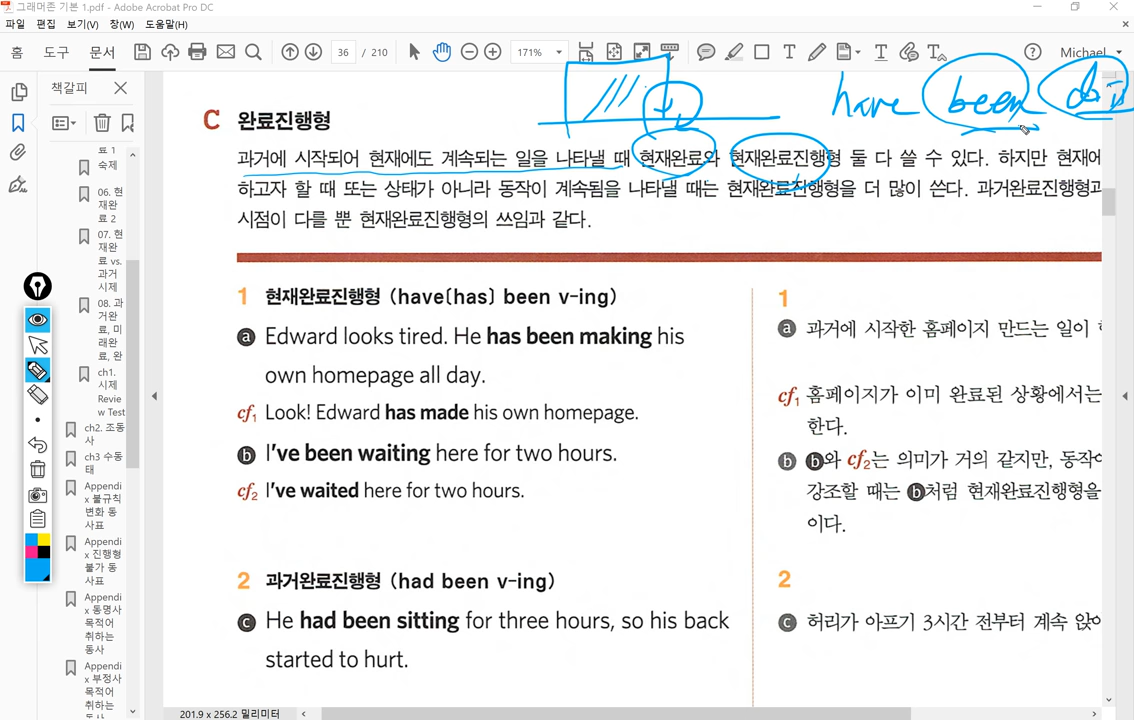 그래머존 기본 1.pdf - Adobe Acrobat Pro DC
파일 편집 보기(V) 창(W) 도움말(H)
홈 도구 문서 36 / 210 171% Michael
책갈피
료 1
숙제
06. 현
재완
료 2
07. 현
재완
료 vs.
과거
시제
08. 과
거완
료, 미
래완
료, 완
ch1.
시제
Revie
w Test
ch2. 조동
사
ch3 수동
태
Appendi
x 불규칙
변화 동
사표
Appendi
x 진행형
불가 동
사표
Appendi
x 동명사
목적어
취하는
동사
Appendi
x 부정사
목적어
취하는
have been
C 완료진행형
과거에 시작되어 현재에도 계속되는 일을 나타낼 때 현재완료와 현재완료진행형 둘 다 쓸 수 있다. 하지만 현재에
하고자 할 때 또는 상태가 아니라 동작이 계속됨을 나타낼 때는 현재완료진행형을 더 많이 쓴다. 과거완료진행형과
시점이 다를 뿐 현재완료진행형의 쓰임과 같다.
1 현재완료진행형 (have(has) been v-ing)
a Edward looks tired. He has been making his
own homepage all day.
cf1 Look! Edward has made his own homepage.
b I've been waiting here for two hours.
cf2 I've waited here for two hours.
2 과거완료진행형 (had been v-ing)
c He had been sitting for three hours, so his back
started to hurt.
1
a 과거에 시작한 홈페이지 만드는 일이
cf1 홈페이지가 이미 완료된 상황에서는
한다.
b b와 cf2는 의미가 거의 같지만, 동작
강조할 때는 b처럼 현재완료진행형을
이다.
2
c 허리가 아프기 3시간 전부터 계속 앉
201.9 x 256.2 밀리미터